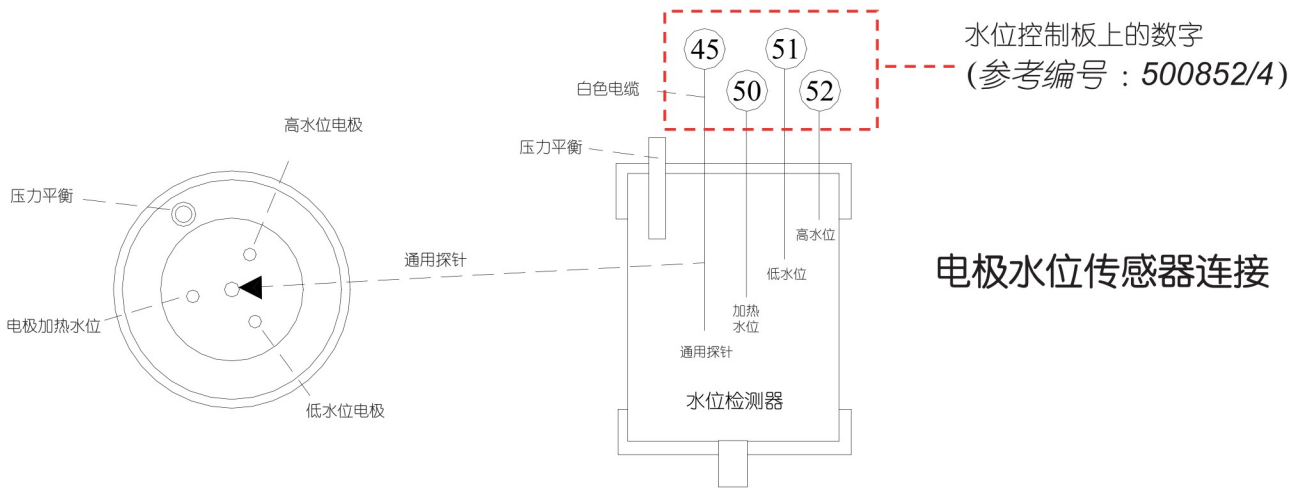 高水位电极
压力平衡
通用探针
电极加热水位
低水位电极
45
51
50
52
水位控制板上的数字
(参考编号：500852/4)
白色电缆
压力平衡
高水位
低水位
加热
水位
通用探针
水位检测器
电极水位传感器连接